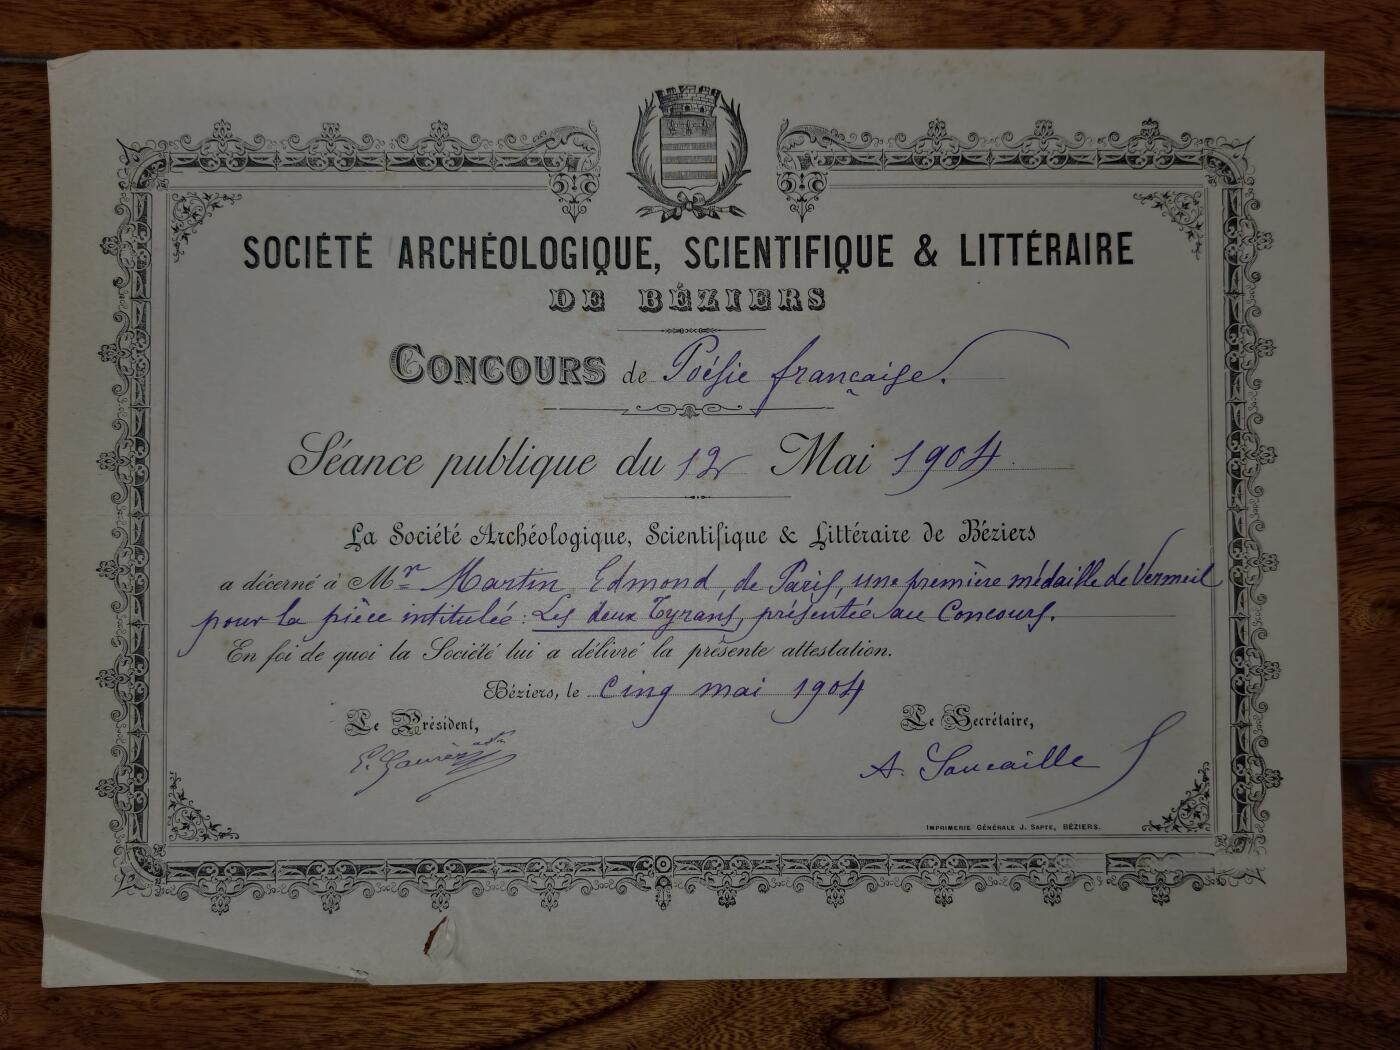 SOCIÉTÉ ARCHÉOLOGIQUE, SCIENTIFIQUE & LITTÉRAIRE
DE BÉZIERS
CONCOURS de Poésie française.
Séance publique du 12 Mai 1904
La Société Archéologique, Scientifique & Littéraire de Béziers
a décerné à Mr Martin Edmond, de Paris, une première médaille de Vermeil
pour la pièce intitulée : Les deux Tyrans, présentée au Concours.
En foi de quoi la Société lui a délivré la présente attestation.
Béziers, le cinq mai 1904
Le Président,
Le Secrétaire,
A. Soucaille
IMPRIMERIE GÉNÉRALE J. SAPTE, BÉZIERS.